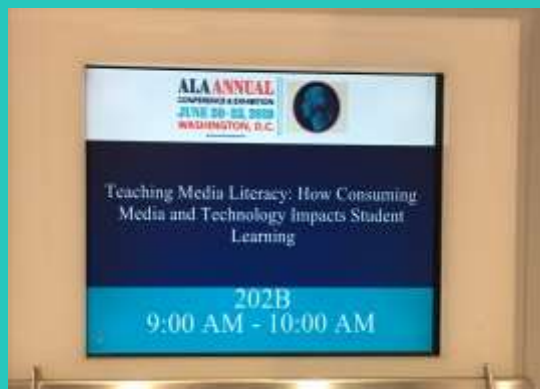 ALA ANNUAL
CONFERENCE & EXHIBITION
JUNE 20-25, 2019
WASHINGTON, D.C.
Teaching Media Literacy: How Consuming
Media and Technology Impacts Student
Learning
202B
9:00 AM - 10:00 AM